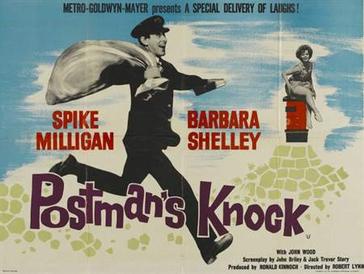 METRO-GOLDWYN-MAYER presents A SPECIAL DELIVERY OF LAUGHS!
SPIKE MILLIGAN
BARBARA SHELLEY
Postman's Knock
With JOHN WOOD
Screenplay by John Briley & Jack Trevor Story
Produced by RONALD KINNOCH · Directed by ROBERT LYNN